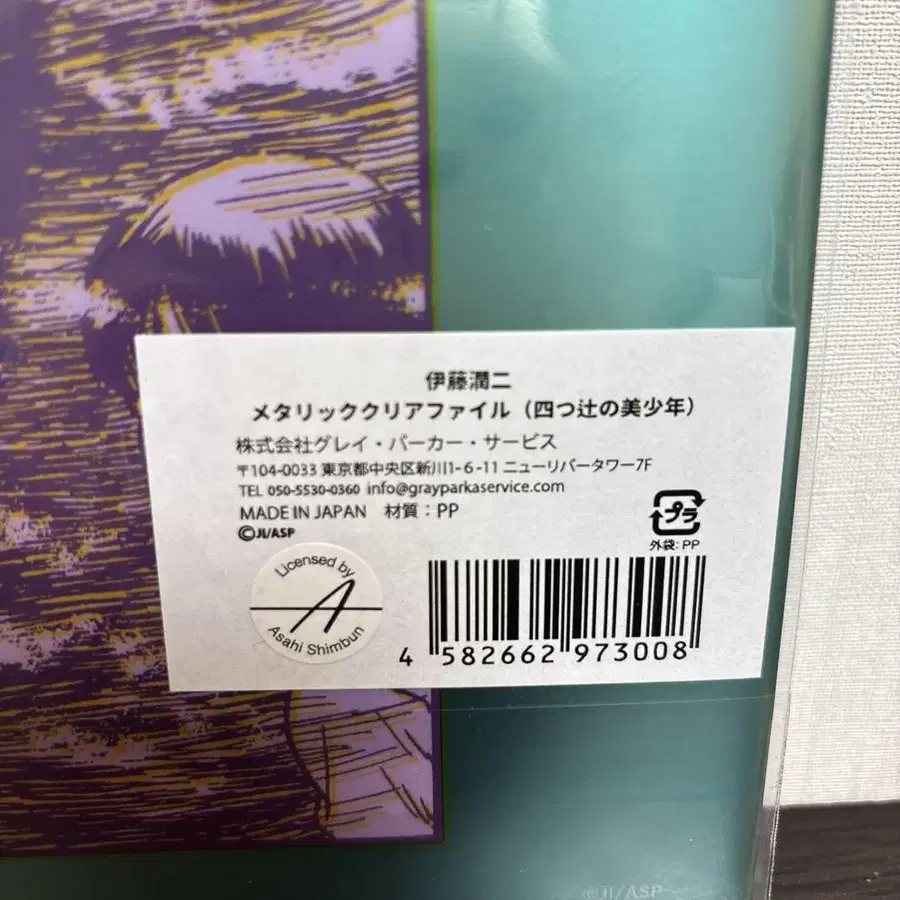 伊藤潤二
メタリッククリアファイル（四つ辻の美少年）
株式会社グレイ・パーカー・サービス
〒104-0033 東京都中央区新川1-6-11 ニューリバータワー7F
TEL 050-5530-0360 info@grayparkaservice.com
MADE IN JAPAN 材質：PP
©JI/ASP
プラ
外袋：PP
Licensed by
A
Asahi Shimbun
4 582662 973008
©JI/ASP